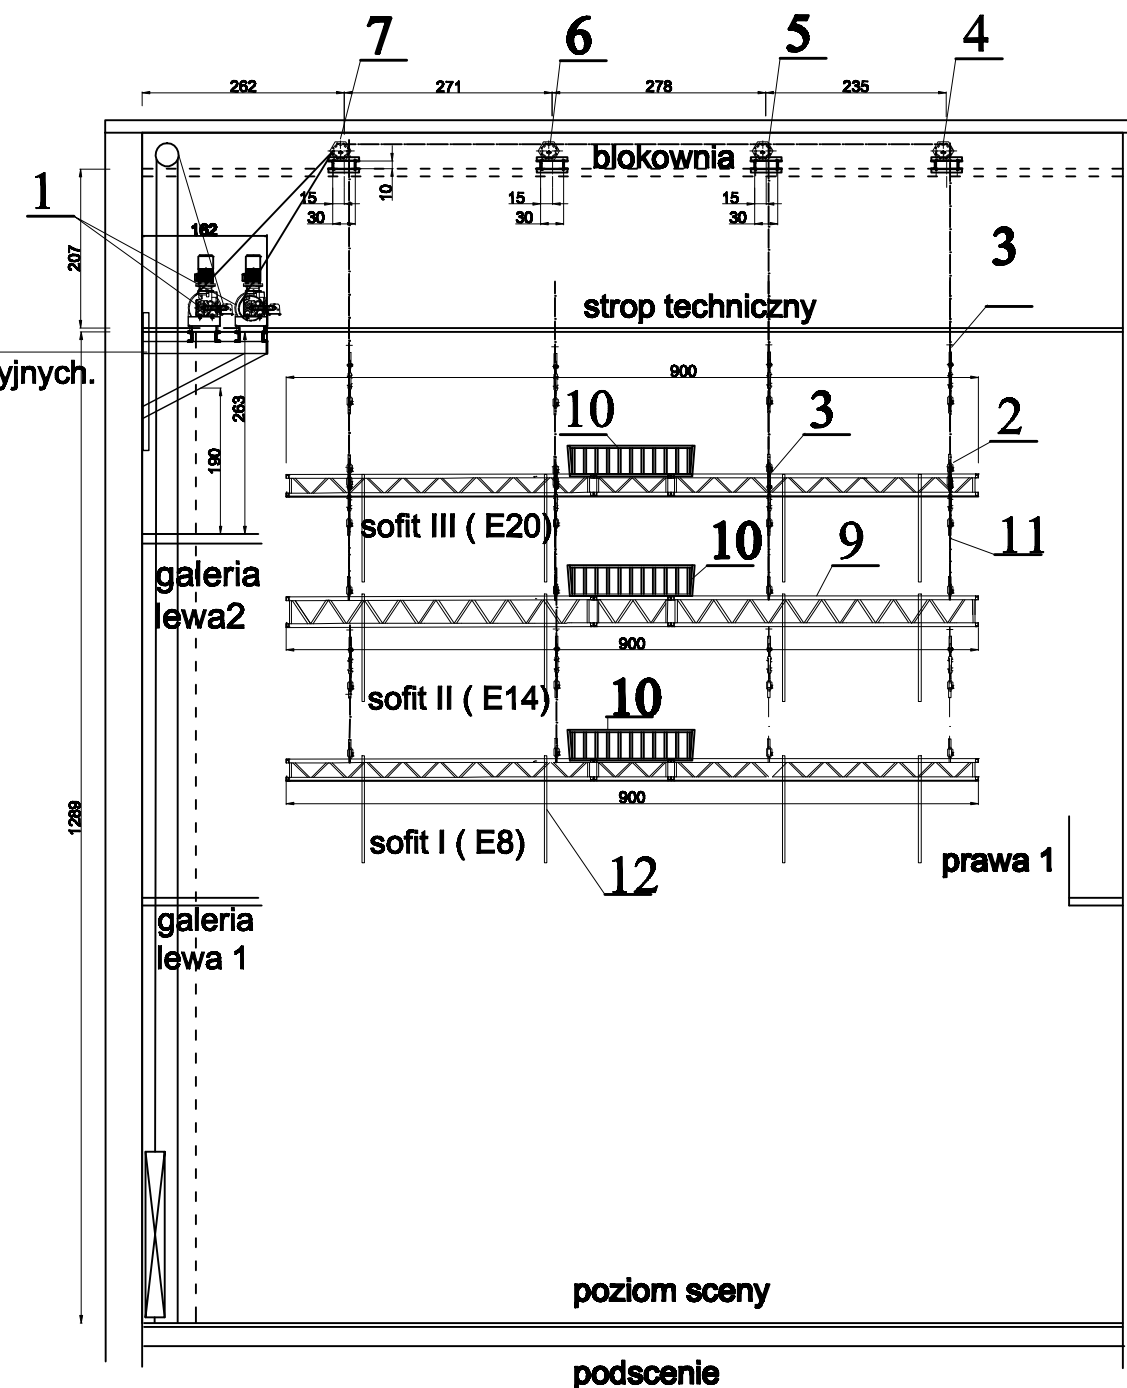 7
6
5
4
262
271
278
235
blokownia
1
10
15
30
15
30
15
30
162
207
3
strop techniczny
yjnych.
900
263
190
10
3
2
sofit III ( E20)
11
10
9
galeria
lewa2
900
sofit II ( E14)
10
900
1289
sofit I ( E8)
12
prawa 1
galeria
lewa 1
poziom sceny
podscenie